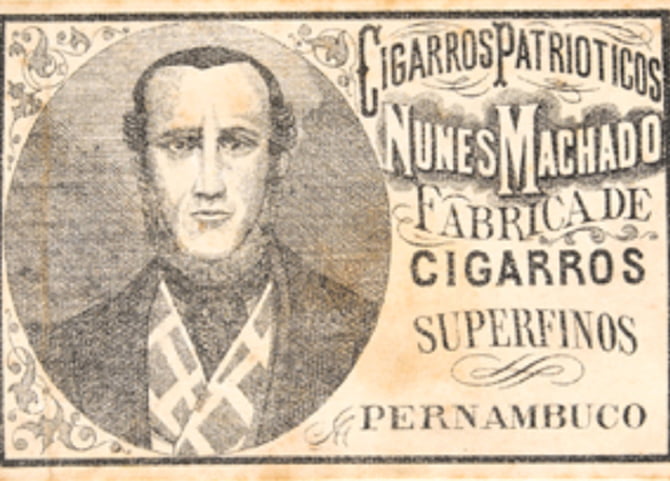 CIGARROS PATRIOTICOS
NUNES MACHADO
FABRICA DE
CIGARROS
SUPERFINOS
PERNAMBUCO